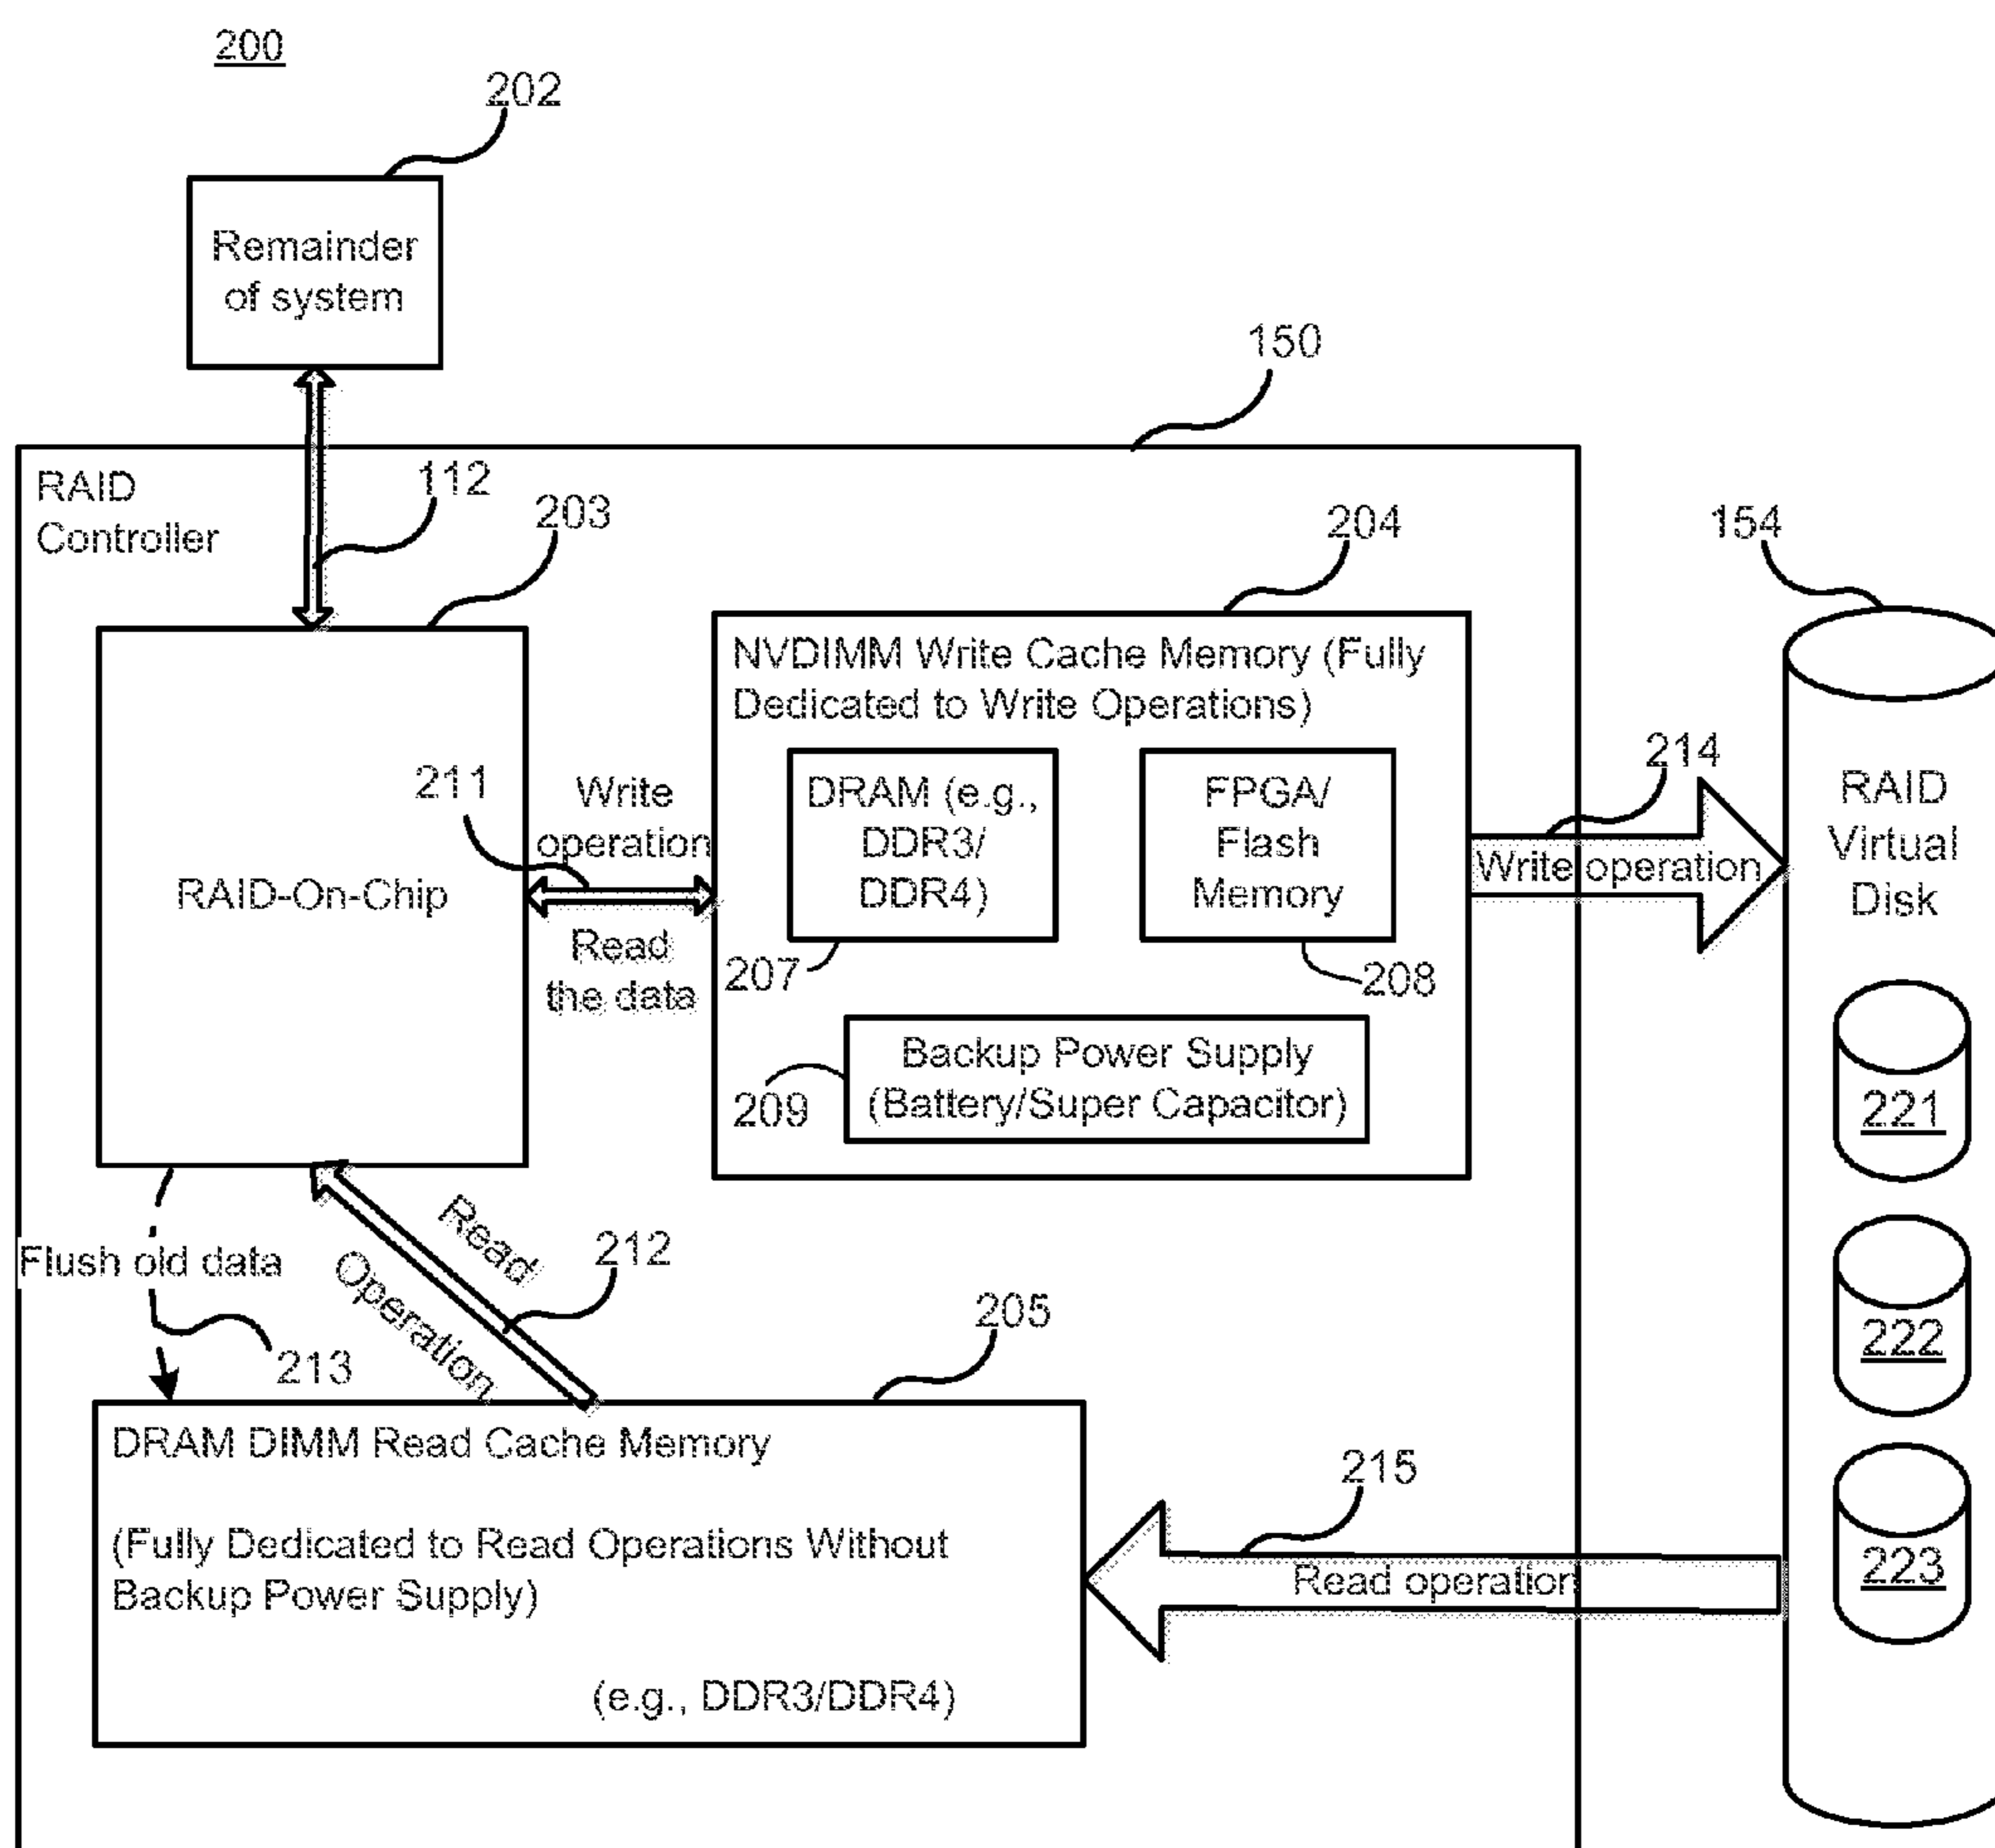 200
202
Remainder
of system
150
RAID
Controller
112
203
204
154
NVDIMM Write Cache Memory (Fully
Dedicated to Write Operations)
211
Write
operation
DRAM (e.g.,
DDR3/
DDR4)
FPGA/
Flash
Memory
214
Write operation
RAID
Virtual
Disk
RAID-On-Chip
Read
the data
207
208
Backup Power Supply
(Battery/Super Capacitor)
209
221
Flush old data
213
Read
Operation
212
205
222
DRAM DIMM Read Cache Memory
(Fully Dedicated to Read Operations Without
Backup Power Supply)
(e.g., DDR3/DDR4)
215
Read operation
223